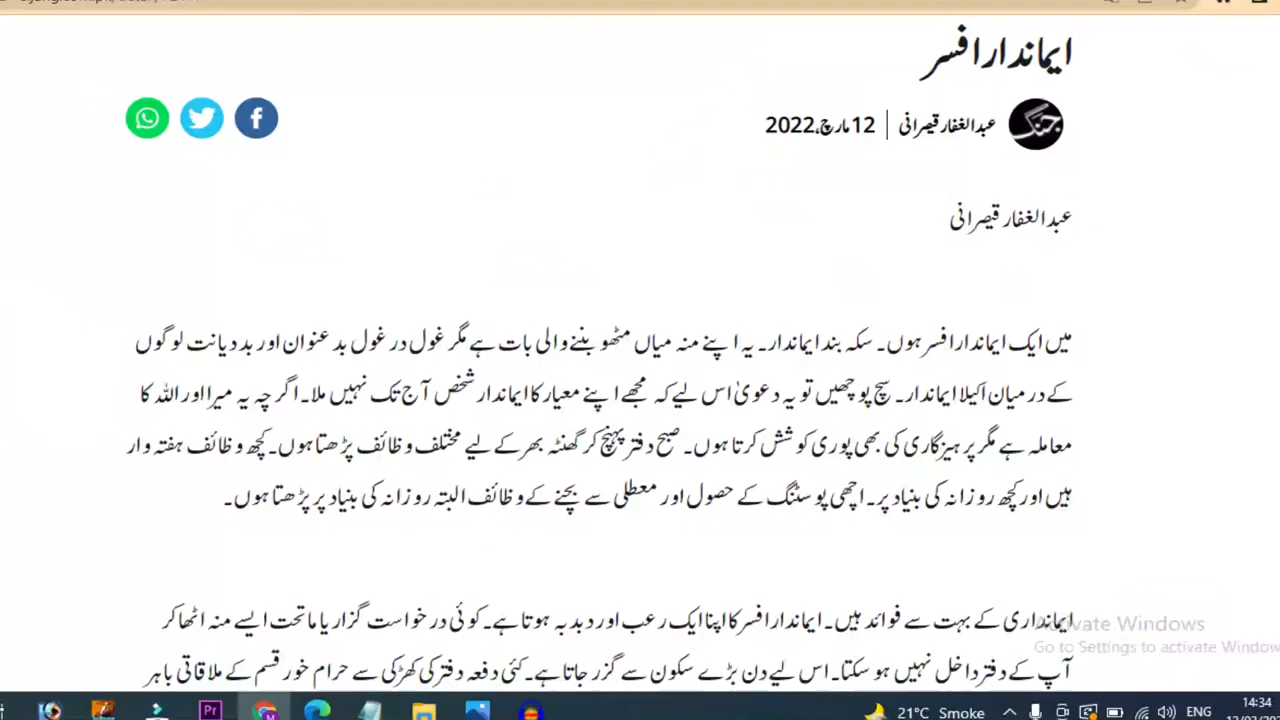 ایماندار افسر
جنگ
عبدالغفار قیصرانی | 12 مارچ، 2022
عبدالغفار قیصرانی
میں ایک ایماندار افسر ہوں۔ سکہ بند ایماندار۔ یہ اپنے منہ میاں مٹھو بننے والی بات ہے مگر غول در غول بد عنوان اور بد دیانت لوگوں
کے درمیان اکیلا ایماندار۔ سچ پوچھیں تو یہ دعویٰ اس لیے کہ مجھے اپنے معیار کا ایماندار شخص آج تک نہیں ملا۔ اگرچہ یہ میرا اور اللہ کا
معاملہ ہے مگر پرہیزگاری کی بھی پوری کوشش کرتا ہوں۔ صبح دفتر پہنچ کر گھنٹہ بھر کے لیے مختلف وظائف پڑھتا ہوں۔ کچھ وظائف ہفتہ وار
ہیں اور کچھ روزانہ کی بنیاد پر۔ اچھی پوسٹنگ کے حصول اور معطلی سے بچنے کے وظائف البتہ روزانہ کی بنیاد پر پڑھتا ہوں۔
ایمانداری کے بہت سے فوائد ہیں۔ ایماندار افسر کا اپنا ایک رعب اور دبدبہ ہوتا ہے۔ کوئی درخواست گزار یا ماتحت ایسے منہ اٹھا کر
آپ کے دفتر داخل نہیں ہو سکتا۔ اس لیے دن بڑے سکون سے گزر جاتا ہے۔ کئی دفعہ دفتر کی کھڑکی سے حرام خور قسم کے ملاقاتی باہر
Activate Windows
Go to Settings to activate Window
Pr
21°C Smoke
ENG
14:34